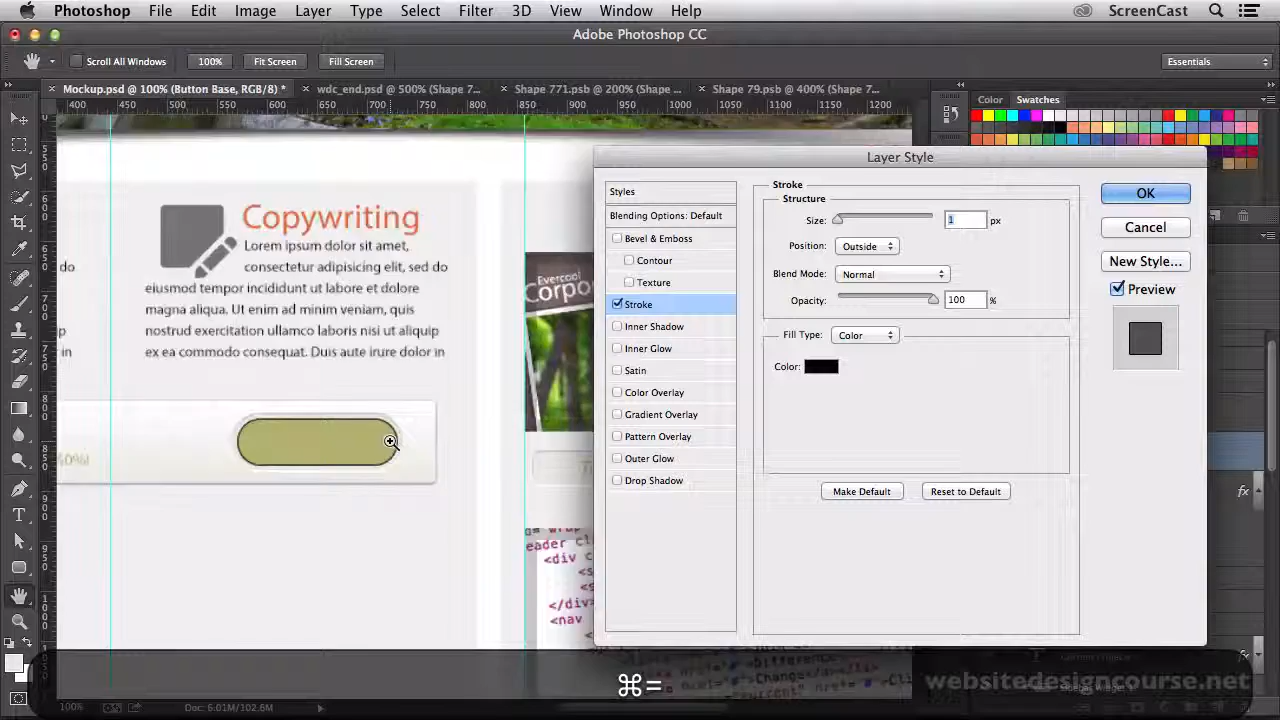 Photoshop File Edit Image Layer Type Select Filter 3D View Window Help ScreenCast
Adobe Photoshop CC
Scroll All Windows 100% Fit Screen Fill Screen Essentials
Mockup.psd @ 100% (Button Base, RGB/8) * wdc_end.psd @ 500% (Shape 7... Shape 771.psb @ 200% (Shape ... Shape 79.psb @ 400% (Shape 7... Color Swatches
400 450 500 550 600 650 700 750 800 850 900 950 1000 1050 1100 1150 1200
Layer Style
Styles
Blending Options: Default
Bevel & Emboss
Contour
Texture
Stroke
Inner Shadow
Inner Glow
Satin
Color Overlay
Gradient Overlay
Pattern Overlay
Outer Glow
Drop Shadow
Stroke
Structure
Size: 1 px
Position: Outside
Blend Mode: Normal
Opacity: 100 %
Fill Type: Color
Color:
Make Default Reset to Default
OK
Cancel
New Style...
Preview
Copywriting
Lorem ipsum dolor sit amet,
do consectetur adipisicing elit, sed do
eiusmod tempor incididunt ut labore et dolore
magna aliqua. Ut enim ad minim veniam, quis
nostrud exercitation ullamco laboris nisi ut aliquip
in ex ea commodo consequat. Duis aute irure dolor in
Evercool
Corpo
<div c
</div>
<nav
fx
fx
⌘=
websitedesigncourse.net
100% Doc: 6.01M/102.8M